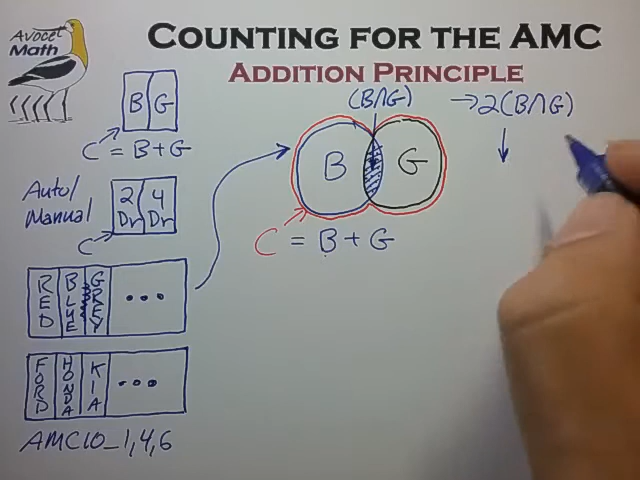 Avocet
Math
COUNTING FOR THE AMC
ADDITION PRINCIPLE
B G
C = B + G
Auto/
Manual
2 4
Dr Dr
C
RED BLUE GREY ...
FORD HONDA KIA ...
AMC10_1,4,6
(B∩G)
→ 2(B∩G)
B G
C = B + G